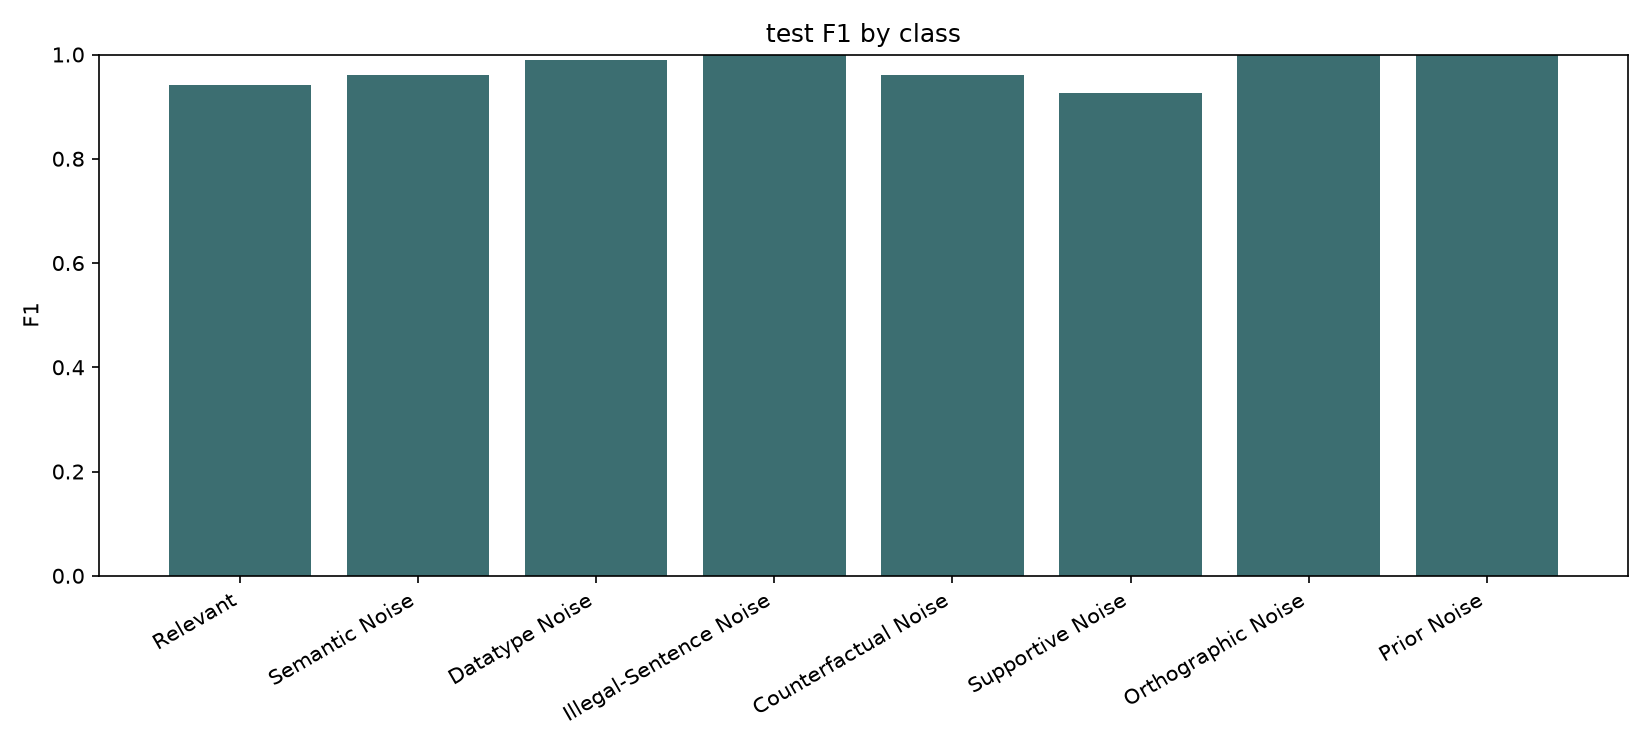 test F1 by class
1.0
0.8
0.6
0.4
0.2
0.0
F1
Relevant
Semantic Noise
Datatype Noise
Illegal-Sentence Noise
Counterfactual Noise
Supportive Noise
Orthographic Noise
Prior Noise